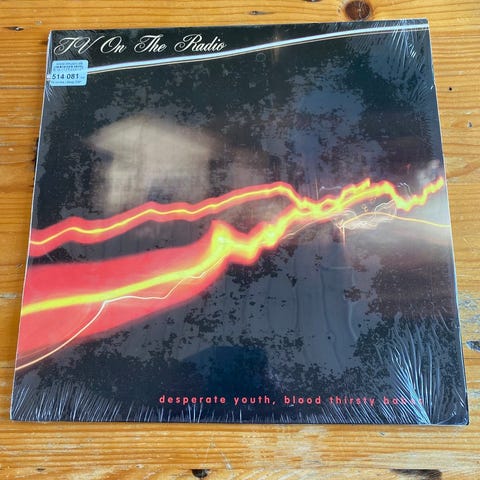 TV On The Radio
514 081
desperate youth, blood thirsty babes